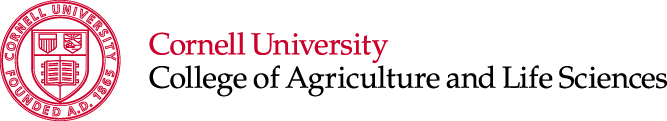 CORNELL UNIVERSITY
FOUNDED A.D. 1865
Cornell University
College of Agriculture and Life Sciences